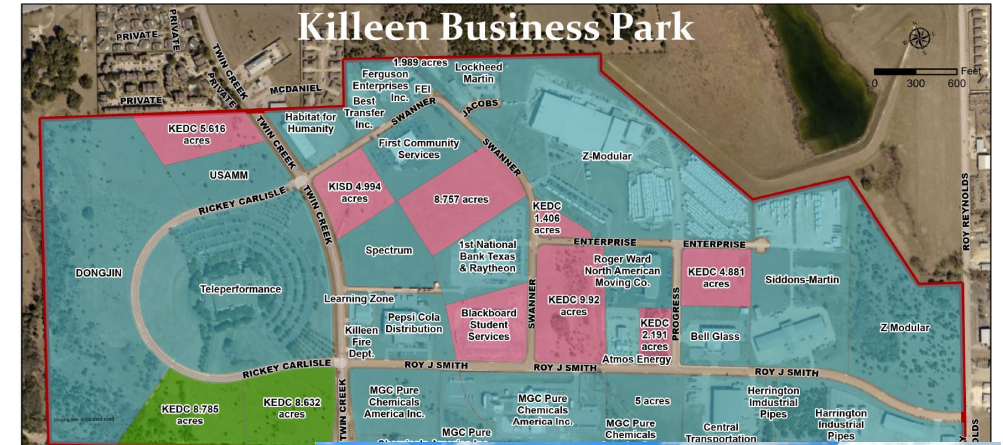 Killeen Business Park
PRIVATE
PRIVATE
TWIN CREEK
PRIVATE
PRIVATE
MCDANIEL
1.989 acres
Ferguson
Enterprises
Inc.
FEI
Lockheed
Martin
Best
Transfer
Inc.
SWANNER
JACOBS
Feet
0 300 600
KEDC 5.616
acres
TWIN CREEK
Habitat for
Humanity
First Community
Services
SWANNER
Z-Modular
USAMM
RICKEY CARLISLE
KISD 4.994
acres
8.757 acres
TWIN CREEK
KEDC
1.406
acres
ROY REYNOLDS
Spectrum
1st National
Bank Texas
& Raytheon
ENTERPRISE
ENTERPRISE
Roger Ward
North American
Moving Co.
KEDC 4.881
acres
Siddons-Martin
DONGJIN
Teleperformance
Learning Zone
SWANNER
KEDC 9.92
acres
PROGRESS
Pepsi Cola
Distribution
Blackboard
Student
Services
Killeen
Fire
Dept.
KEDC
2.191
acres
Bell Glass
Z Modular
Atmos Energy
RICKEY CARLISLE
ROY J SMITH
ROY J SMITH
ROY J SMITH
KEDC 8.785
acres
KEDC 8.632
acres
TWIN CREEK
MGC Pure
Chemicals
America Inc.
MGC Pure
Chemicals
America Inc.
5 acres
Herrington
Imdustrial
Pipes
Harrington
Imdustrial
Pipes
MGC Pure
MGC Pure
Chemicals
Central
Transportation
OLDS